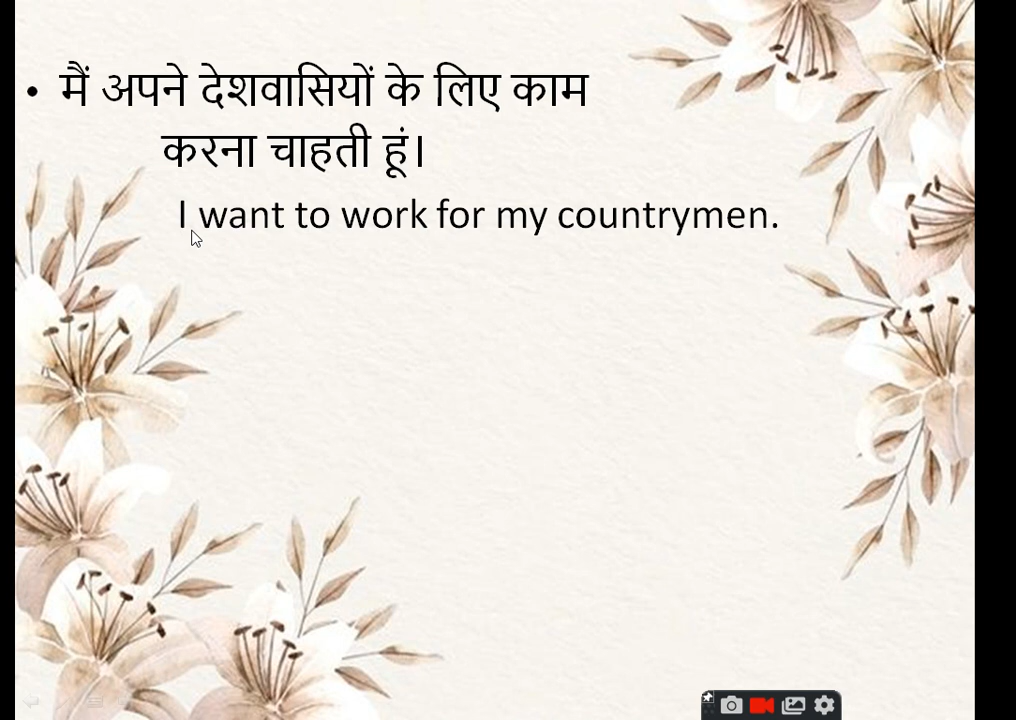 • मैं अपने देशवासियों के लिए काम
करना चाहती हूं।
I want to work for my countrymen.